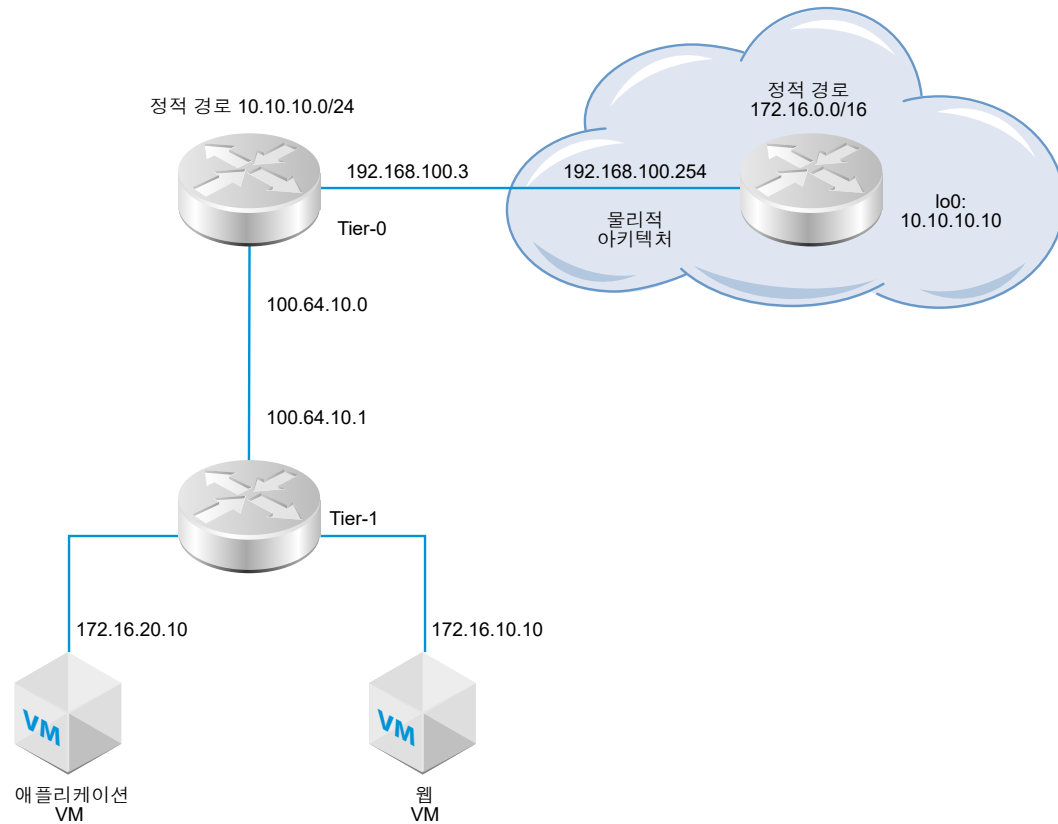 정적 경로
172.16.0.0/16
정적 경로 10.10.10.0/24
192.168.100.3
192.168.100.254
lo0:
10.10.10.10
물리적
아키텍처
Tier-0
100.64.10.0
100.64.10.1
Tier-1
172.16.20.10
172.16.10.10
VM
VM
애플리케이션
VM
웹
VM